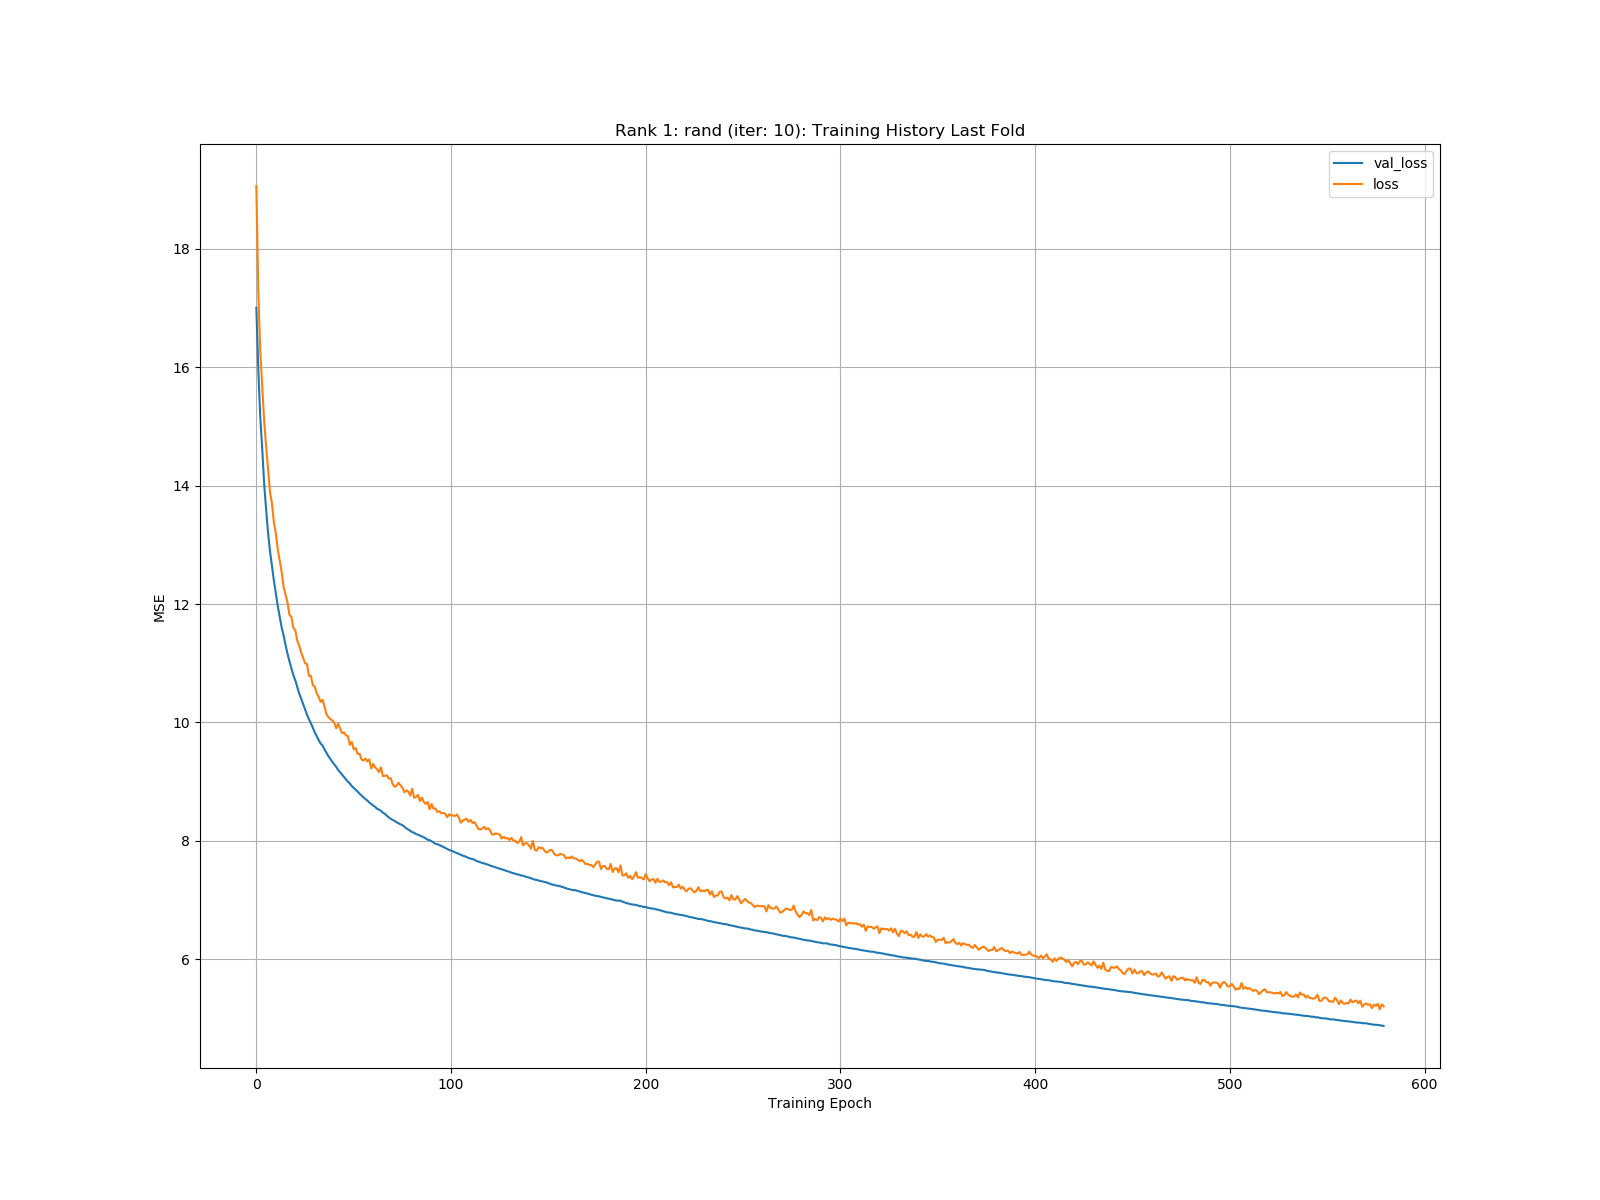 Rank 1: rand (iter: 10): Training History Last Fold
val_loss
loss
18
16
14
12
10
8
6
MSE
0 100 200 300 400 500 600
Training Epoch